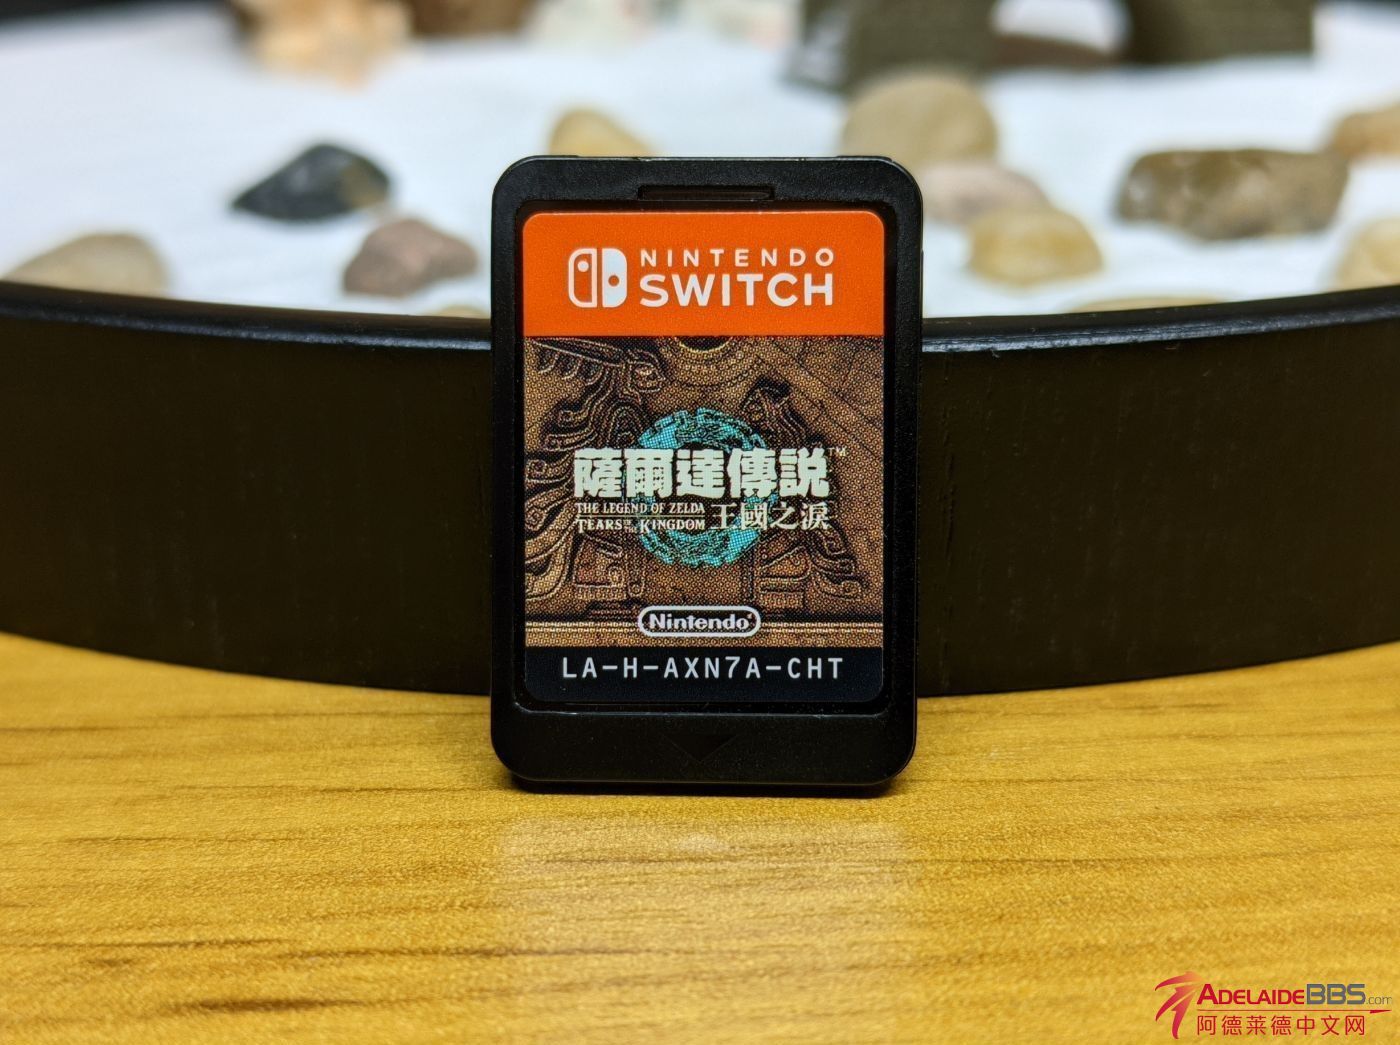 NINTENDO
SWITCH
薩爾達傳説™
THE LEGEND OF ZELDA
TEARS OF THE KINGDOM 王國之淚
Nintendo
LA-H-AXN7A-CHT
ADELAIDEBBS.com
阿德莱德中文网